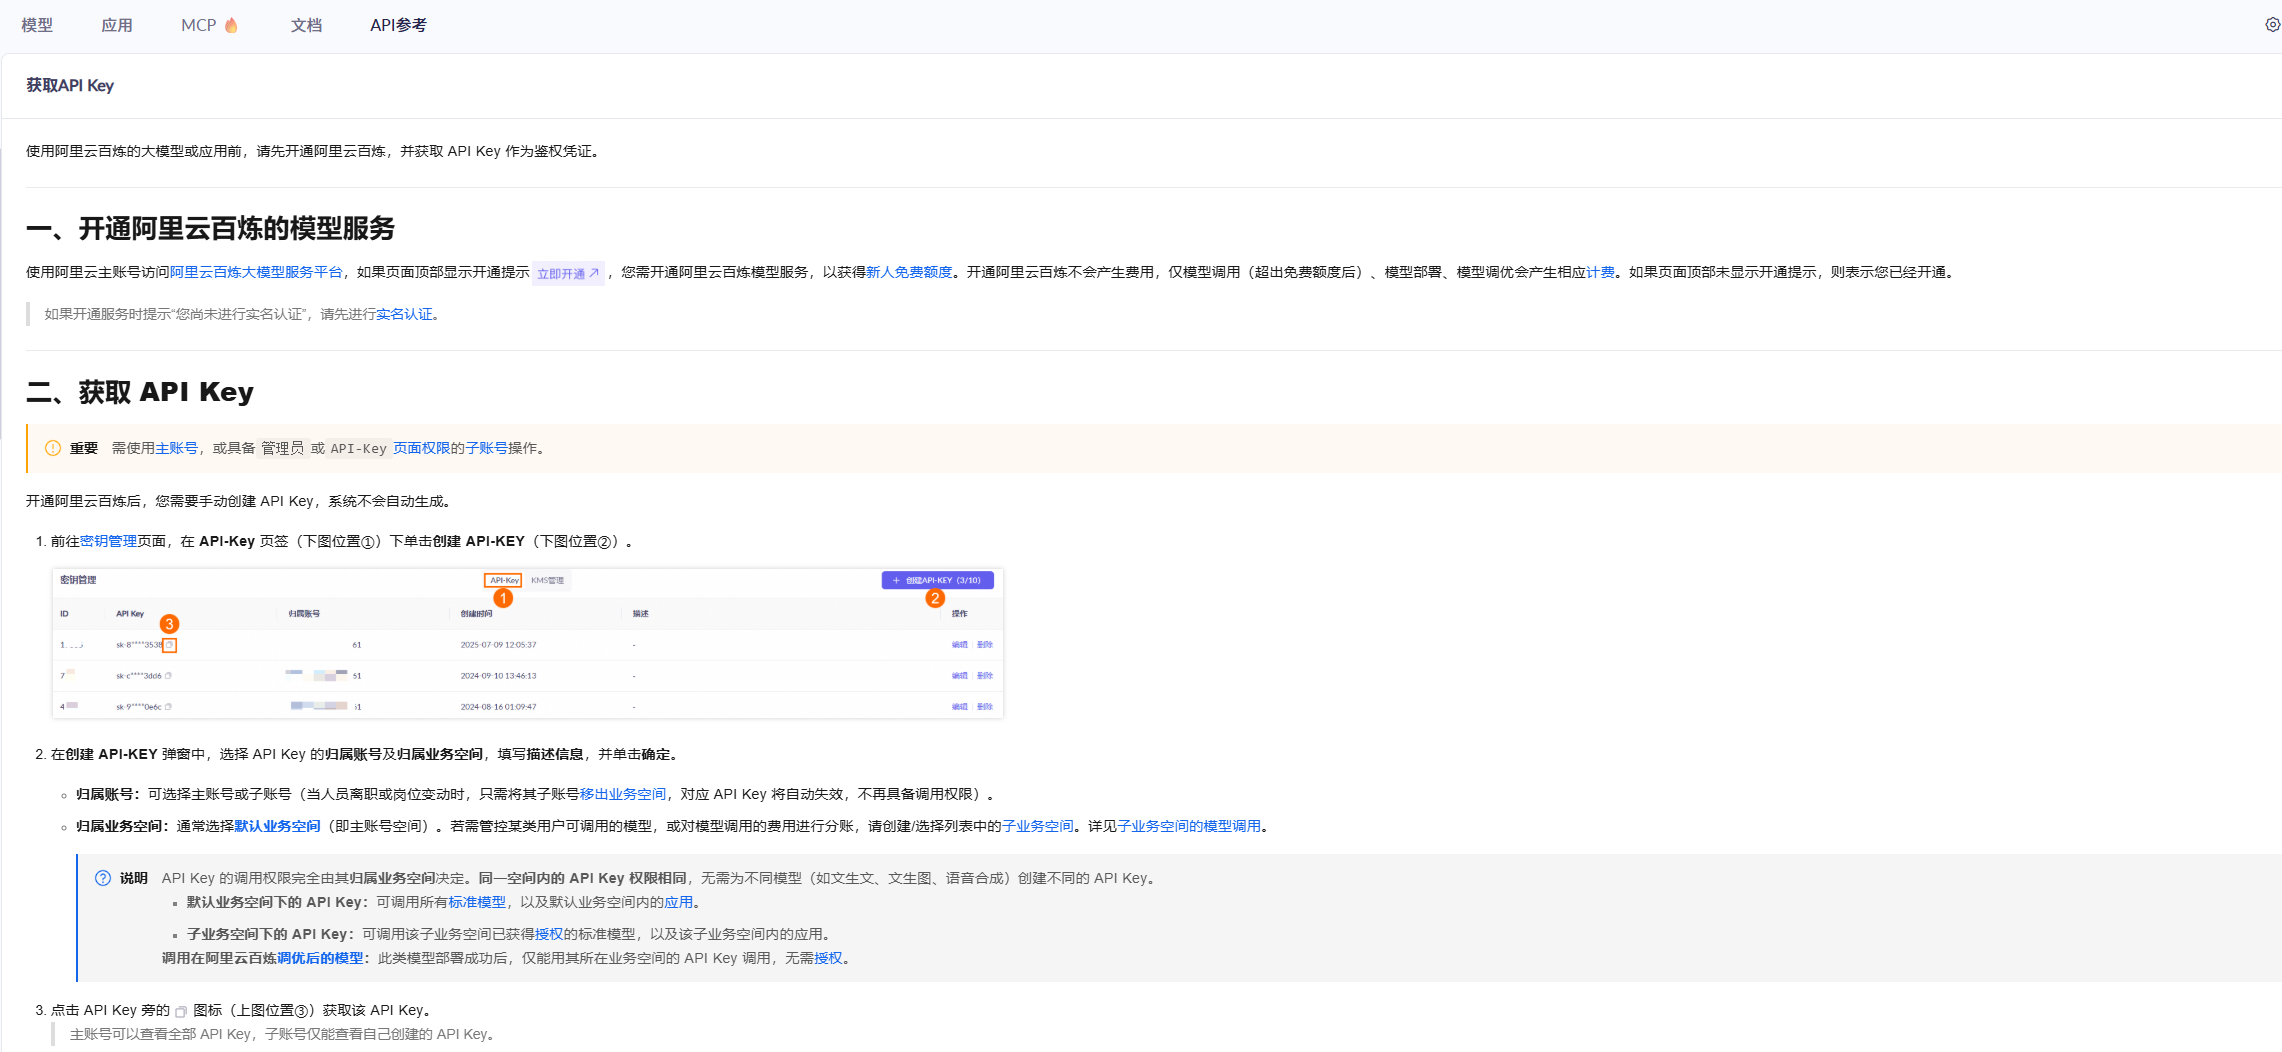 模型 应用 MCP 文档 API参考
获取API Key
使用阿里云百炼的大模型或应用前，请先开通阿里云百炼，并获取 API Key 作为鉴权凭证。
一、开通阿里云百炼的模型服务
使用阿里云主账号访问阿里云百炼大模型服务平台，如果页面顶部显示开通提示 立即开通 ，您需开通阿里云百炼模型服务，以获得新人免费额度。开通阿里云百炼不会产生费用，仅模型调用（超出免费额度后）、模型部署、模型调优会产生相应计费。如果页面顶部未显示开通提示，则表示您已经开通。
如果开通服务时提示“您尚未进行实名认证”，请先进行实名认证。
二、获取 API Key
重要 需使用主账号，或具备 管理员 或 API-Key 页面权限的子账号操作。
开通阿里云百炼后，您需要手动创建 API Key，系统不会自动生成。
1. 前往密钥管理页面，在 API-Key 页签（下图位置①）下单击创建 API-KEY（下图位置②）。
密钥管理 API-Key KMS管理 + 创建API-KEY（3/10）
1 2
ID API Key 归属账号 创建时间 描述 操作
3
1. sk-8****3538 61 2025-07-09 12:05:37 - 编辑 删除
7 sk-c****3dd6 61 2024-09-10 13:46:13 - 编辑 删除
4 sk-9****0e6c 2024-08-16 01:09:47 - 编辑 删除
2. 在创建 API-KEY 弹窗中，选择 API Key 的归属账号及归属业务空间，填写描述信息，并单击确定。
归属账号：可选择主账号或子账号（当人员离职或岗位变动时，只需将其子账号移出业务空间，对应 API Key 将自动失效，不再具备调用权限）。
归属业务空间：通常选择默认业务空间（即主账号空间）。若需管控某类用户可调用的模型，或对模型调用的费用进行分账，请创建/选择列表中的子业务空间。详见子业务空间的模型调用。
说明 API Key 的调用权限完全由其归属业务空间决定。同一空间内的 API Key 权限相同，无需为不同模型（如文生文、文生图、语音合成）创建不同的 API Key。
默认业务空间下的 API Key：可调用所有标准模型，以及默认业务空间内的应用。
子业务空间下的 API Key：可调用该子业务空间已获得授权的标准模型，以及该子业务空间内的应用。
调用在阿里云百炼调优后的模型：此类模型部署成功后，仅能用其所在业务空间的 API Key 调用，无需授权。
3. 点击 API Key 旁的 图标（上图位置③）获取该 API Key。
主账号可以查看全部 API Key，子账号仅能查看自己创建的 API Key。